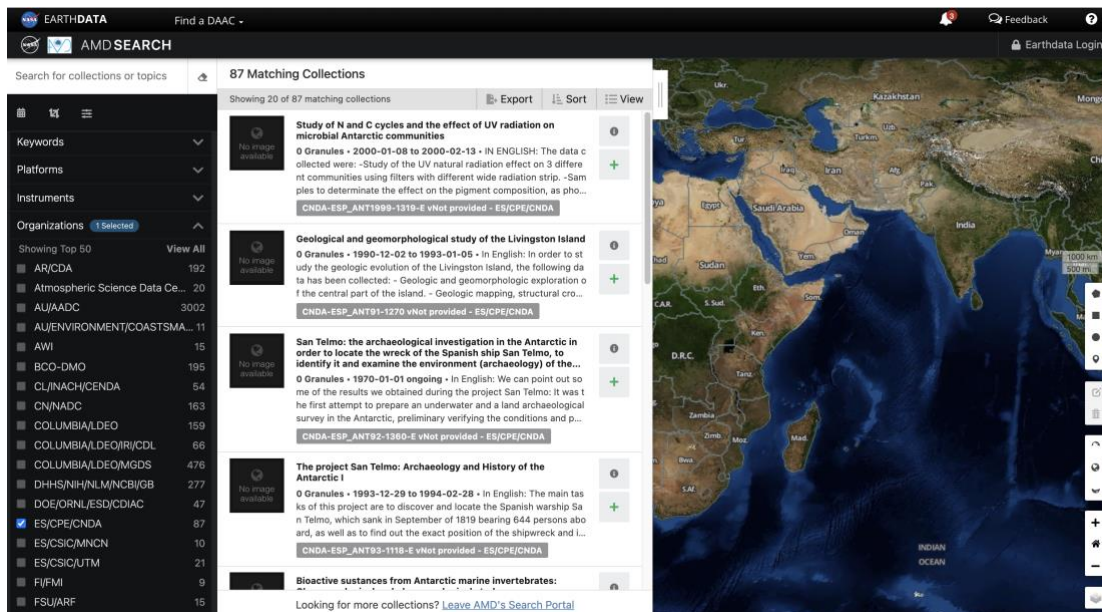 EARTHDATA
Find a DAAC
3
Feedback
?
AMD SEARCH
Earthdata Login
Search for collections or topics
Keywords
Platforms
Instruments
Organizations 1 Selected
Showing Top 50 View All
AR/CDA 192
Atmospheric Science Data Ce... 20
AU/AADC 3002
AU/ENVIRONMENT/COASTSMA... 11
AWI 15
BCO-DMO 195
CL/INACH/CENDA 54
CN/NADC 163
COLUMBIA/LDEO 159
COLUMBIA/LDEO/IRI/CDL 66
COLUMBIA/LDEO/MGDS 476
DHHS/NIH/NLM/NCBI/GB 277
DOE/ORNL/ESD/CDIAC 47
ES/CPE/CNDA 87
ES/CSIC/MNCN 10
ES/CSIC/UTM 21
FI/FMI 9
FSU/ARF 15
87 Matching Collections
Showing 20 of 87 matching collections
Export Sort View
No image
available
Study of N and C cycles and the effect of UV radiation on
microbial Antarctic communities
0 Granules • 2000-01-08 to 2000-02-13 • IN ENGLISH: The data c
ollected were: -Study of the UV natural radiation effect on 3 differe
nt communities using filters with different wide radiation strip. -Sam
ples to determinate the effect on the pigment composition, as pho...
CNDA-ESP_ANT1999-1319-E vNot provided - ES/CPE/CNDA
No image
available
Geological and geomorphological study of the Livingston Island
0 Granules • 1990-12-02 to 1993-01-05 • In English: In order to st
udy the geologic evolution of the Livingston Island, the following da
ta has been collected: - Geologic and geomorphologic exploration o
f the central part of the island. - Geologic mapping, structural cro...
CNDA-ESP_ANT91-1270 vNot provided - ES/CPE/CNDA
No image
available
San Telmo: the archaeological investigation in the Antarctic in
order to locate the wreck of the Spanish ship San Telmo, to
identify it and examine the environment (archaeology) of the...
0 Granules • 1970-01-01 ongoing • In English: We can point out so
me of the results we obtained during the project San Telmo: It was t
he first attempt to prepare an underwater and a land archaeological
survey in the Antarctic, preliminary verifying the conditions and p...
CNDA-ESP_ANT92-1360-E vNot provided - ES/CPE/CNDA
No image
available
The project San Telmo: Archaeology and History of the
Antarctic I
0 Granules • 1993-12-29 to 1994-02-28 • In English: The main tas
ks of this project are to discover and locate the Spanish warship Sa
n Telmo, which sank in September of 1819 bearing 644 persons abo
ard, as well as to find out the exact position of the shipwreck and i...
CNDA-ESP_ANT93-1118-E vNot provided - ES/CPE/CNDA
Bioactive sustances from Antarctic marine invertebrates:
Looking for more collections? Leave AMD's Search Portal
Ukr.
Kazakhstan
Mong
Uzb.
Tur.
Turkm.
Iraq
Iran
Afg.
Pak.
Egypt
Saudi Arabia
Oman
India
Yem.
Sudan
Myan
1000 km
500 mi
Eth.
Som.
C.A.R.
S. Sud.
Ken.
D.R.C.
Tanz.
Zambia
Zimb.
Moz.
Mad.
Bwa.
S.Af.
INDIAN
OCEAN